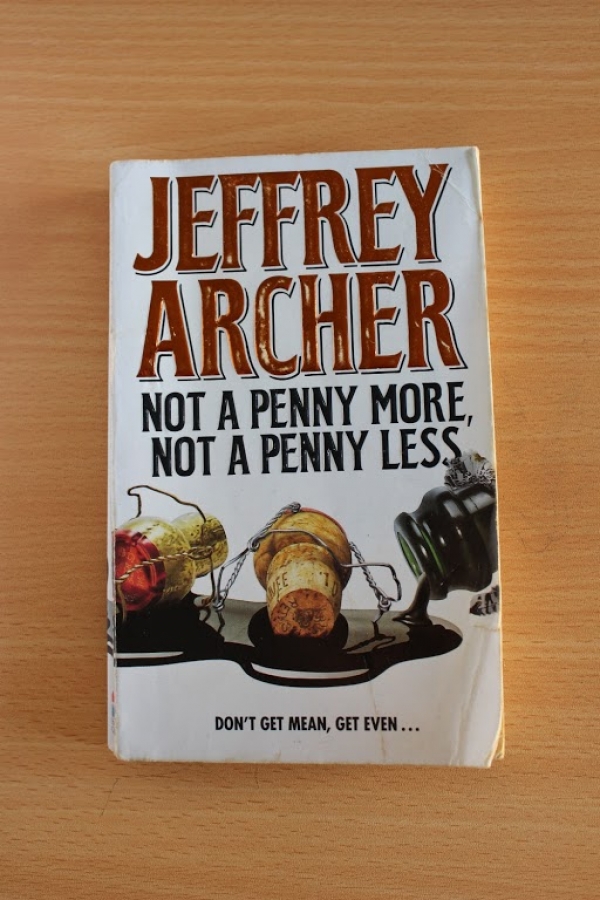 JEFFREY
ARCHER
NOT A PENNY MORE,
NOT A PENNY LESS
DON'T GET MEAN, GET EVEN...